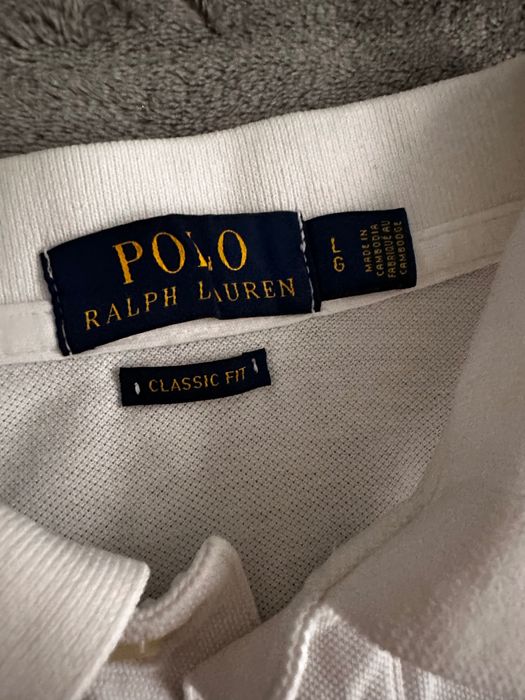 POLO
RALPH LAUREN
L
G
MADE IN
CAMBODIA
FABRIQUÉ AU
CAMBODGE
CLASSIC FIT